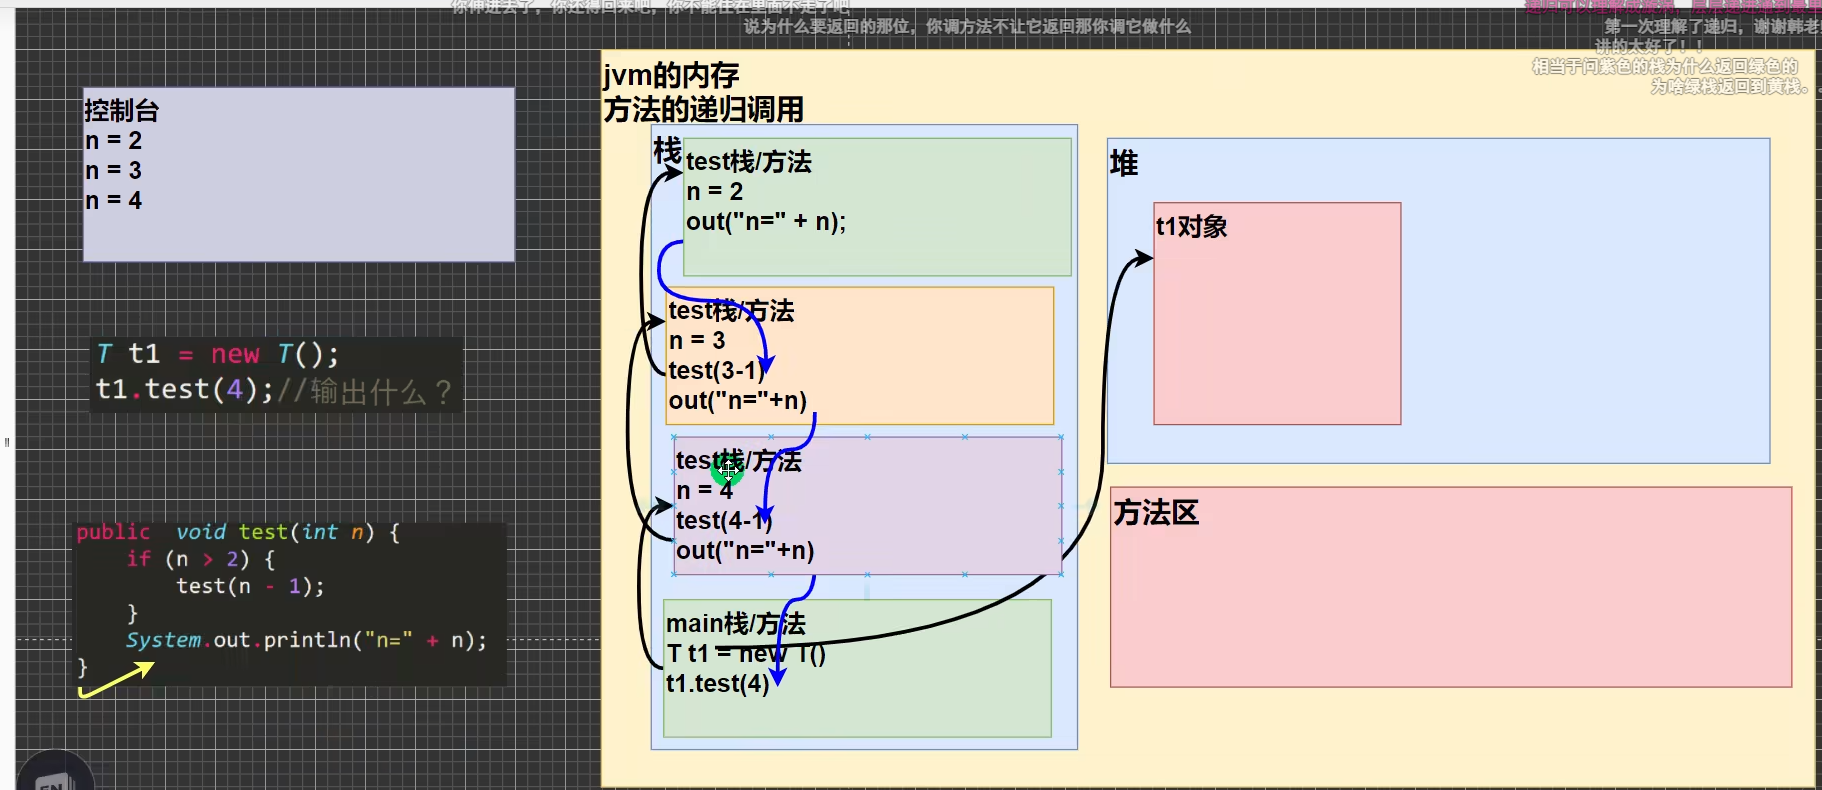 你伸进去了，你还得回来吧，你不能住在里面不走了吧
说为什么要返回的那位，你调方法不让它返回那你调它做什么
第一次理解了递归，谢谢韩老
讲的太好了！！
相当于问紫色的栈为什么返回绿色的
为啥绿栈返回到黄栈。
控制台
n = 2
n = 3
n = 4
T t1 = new T();
t1.test(4);//输出什么？
public  void test(int n) {
    if (n > 2) {
        test(n - 1);
    }
    System.out.println("n=" + n);
}
jvm的内存
方法的递归调用
栈
test栈/方法
n = 2
out("n=" + n);
test栈/方法
n = 3
test(3-1)
out("n="+n)
test栈/方法
n = 4
test(4-1)
out("n="+n)
main栈/方法
T t1 = new T()
t1.test(4)
堆
t1对象
方法区